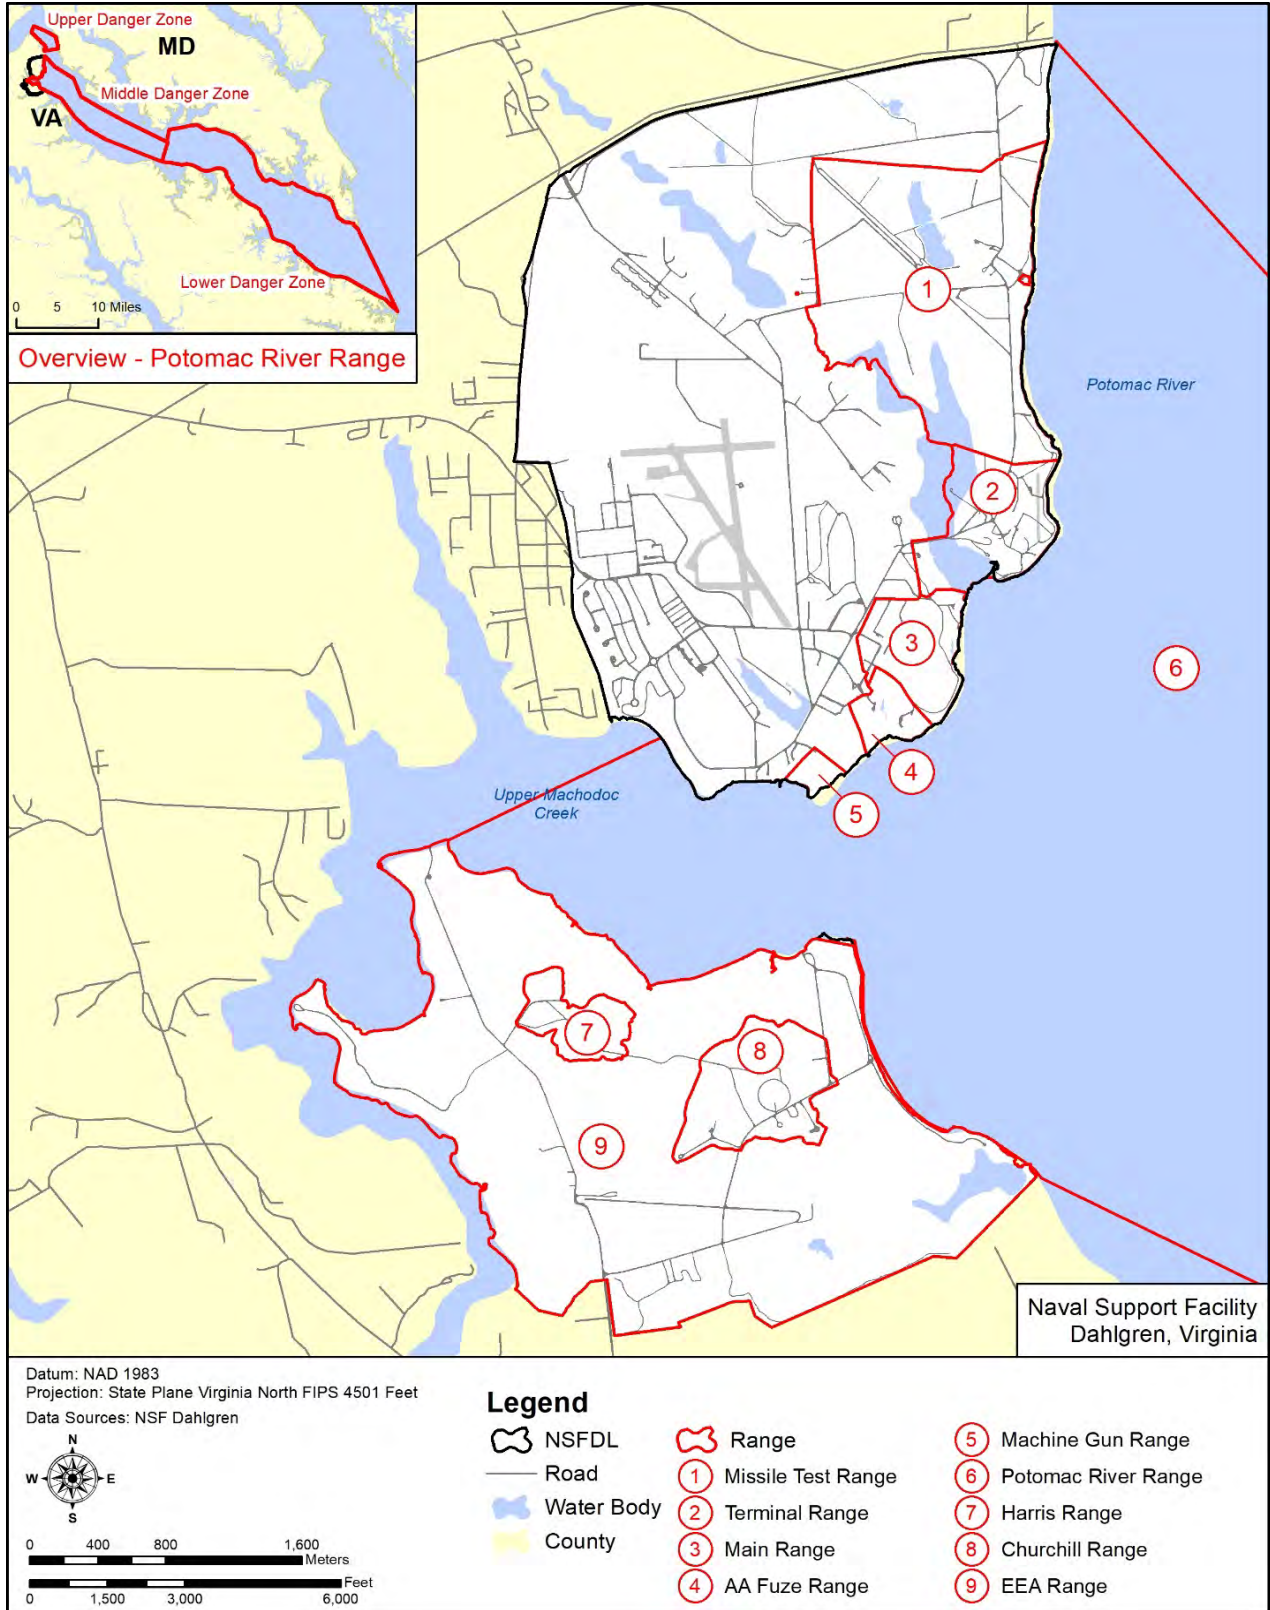 Upper Danger Zone
MD
Middle Danger Zone
VA
Lower Danger Zone
0 5 10 Miles
Overview - Potomac River Range
1
Potomac River
2
3
6
4
5
Upper Machodoc
Creek
7
8
9
Naval Support Facility
Dahlgren, Virginia
Datum: NAD 1983
Projection: State Plane Virginia North FIPS 4501 Feet
Data Sources: NSF Dahlgren
N
W E
S
0 400 800 1,600
Meters
Feet
0 1,500 3,000 6,000
Legend
NSFDL
Road
Water Body
County
Range
1 Missile Test Range
2 Terminal Range
3 Main Range
4 AA Fuze Range
5 Machine Gun Range
6 Potomac River Range
7 Harris Range
8 Churchill Range
9 EEA Range